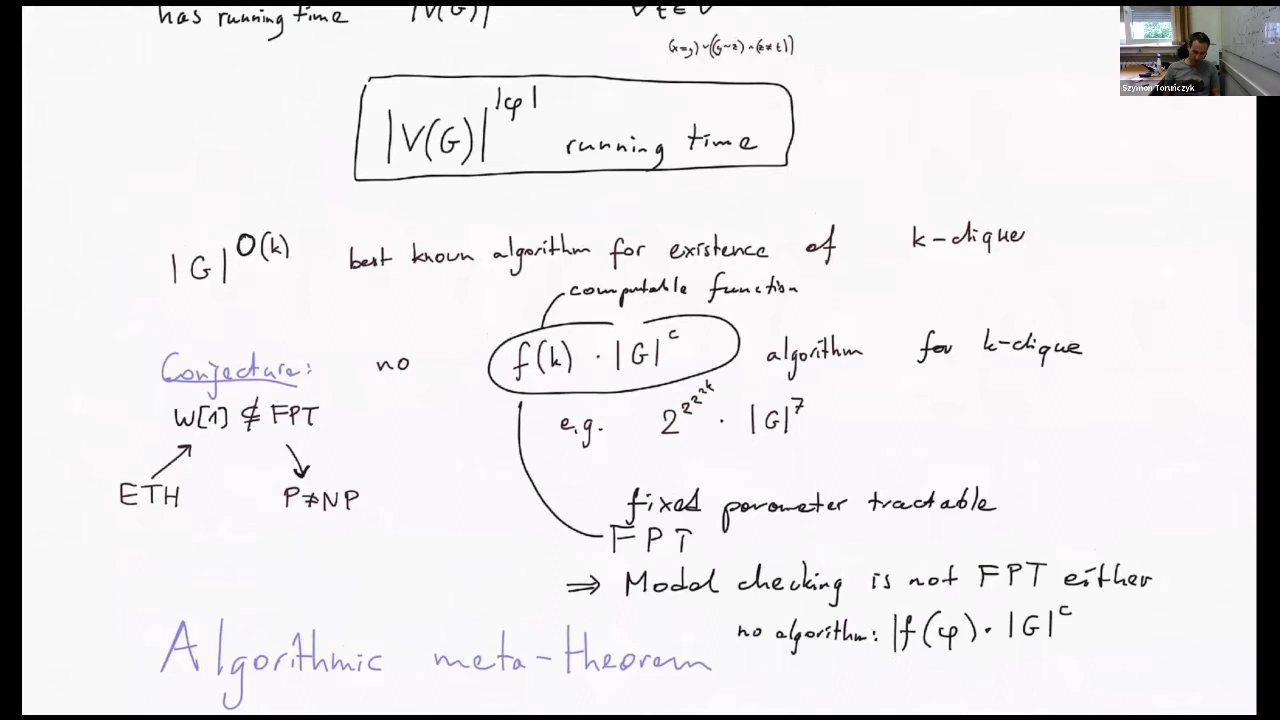 has running time |V(G)| ∀ t ∈ V
(x=y) ∨ ((y~z) ∧ (z≠t))
|V(G)|^|φ| running time
|G|^O(k) best known algorithm for existence of k-clique
computable function
Conjecture: no f(k) · |G|^c algorithm for k-clique
W[1] ⊈ FPT
e.g. 2^2^2^2^k · |G|^7
ETH P≠NP
fixed parameter tractable
FPT
⇒ Model checking is not FPT either
no algorithm: |f(φ) · |G|^c
Algorithmic meta-theorem
Szymon Toruńczyk